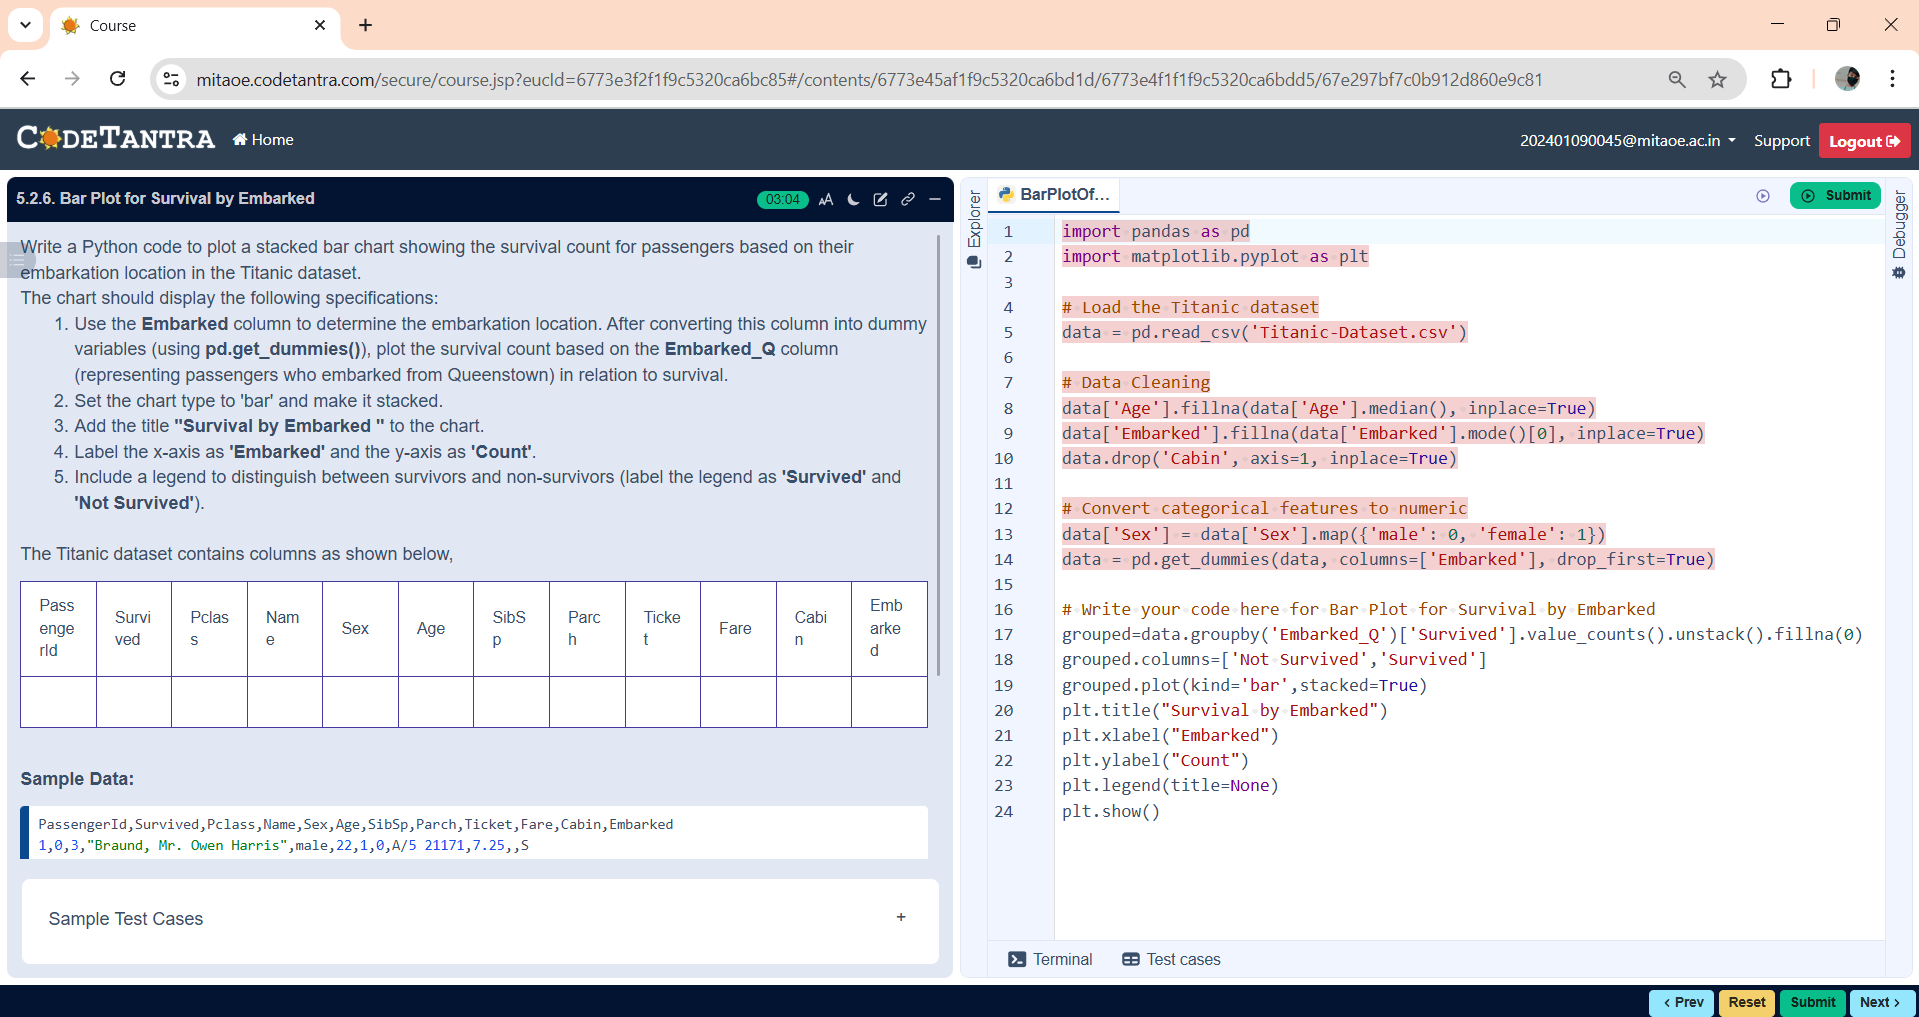 Course
mitaoe.codetantra.com/secure/course.jsp?eucId=6773e3f2f1f9c5320ca6bc85#/contents/6773e45af1f9c5320ca6bd1d/6773e4f1f1f9c5320ca6bdd5/67e297bf7c0b912d860e9c81
CODETANTRA
Home
202401090045@mitaoe.ac.in
Support
Logout
5.2.6. Bar Plot for Survival by Embarked
03:04
AA
Write a Python code to plot a stacked bar chart showing the survival count for passengers based on their
embarkation location in the Titanic dataset.
The chart should display the following specifications:
1. Use the Embarked column to determine the embarkation location. After converting this column into dummy
variables (using pd.get_dummies()), plot the survival count based on the Embarked_Q column
(representing passengers who embarked from Queenstown) in relation to survival.
2. Set the chart type to 'bar' and make it stacked.
3. Add the title "Survival by Embarked " to the chart.
4. Label the x-axis as 'Embarked' and the y-axis as 'Count'.
5. Include a legend to distinguish between survivors and non-survivors (label the legend as 'Survived' and
'Not Survived').
The Titanic dataset contains columns as shown below,
Pass
enge
rId
Survi
ved
Pclas
s
Nam
e
Sex
Age
SibS
p
Parc
h
Ticke
t
Fare
Cabi
n
Emb
arke
d
Sample Data:
PassengerId,Survived,Pclass,Name,Sex,Age,SibSp,Parch,Ticket,Fare,Cabin,Embarked
1,0,3,"Braund, Mr. Owen Harris",male,22,1,0,A/5 21171,7.25,,S
Sample Test Cases
+
Explorer
BarPlotOf...
Submit
Debugger
1 import pandas as pd
2 import matplotlib.pyplot as plt
3
4 # Load the Titanic dataset
5 data = pd.read_csv('Titanic-Dataset.csv')
6
7 # Data Cleaning
8 data['Age'].fillna(data['Age'].median(), inplace=True)
9 data['Embarked'].fillna(data['Embarked'].mode()[0], inplace=True)
10 data.drop('Cabin', axis=1, inplace=True)
11
12 # Convert categorical features to numeric
13 data['Sex'] = data['Sex'].map({'male': 0, 'female': 1})
14 data = pd.get_dummies(data, columns=['Embarked'], drop_first=True)
15
16 # Write your code here for Bar Plot for Survival by Embarked
17 grouped=data.groupby('Embarked_Q')['Survived'].value_counts().unstack().fillna(0)
18 grouped.columns=['Not Survived','Survived']
19 grouped.plot(kind='bar',stacked=True)
20 plt.title("Survival by Embarked")
21 plt.xlabel("Embarked")
22 plt.ylabel("Count")
23 plt.legend(title=None)
24 plt.show()
Terminal
Test cases
< Prev
Reset
Submit
Next >